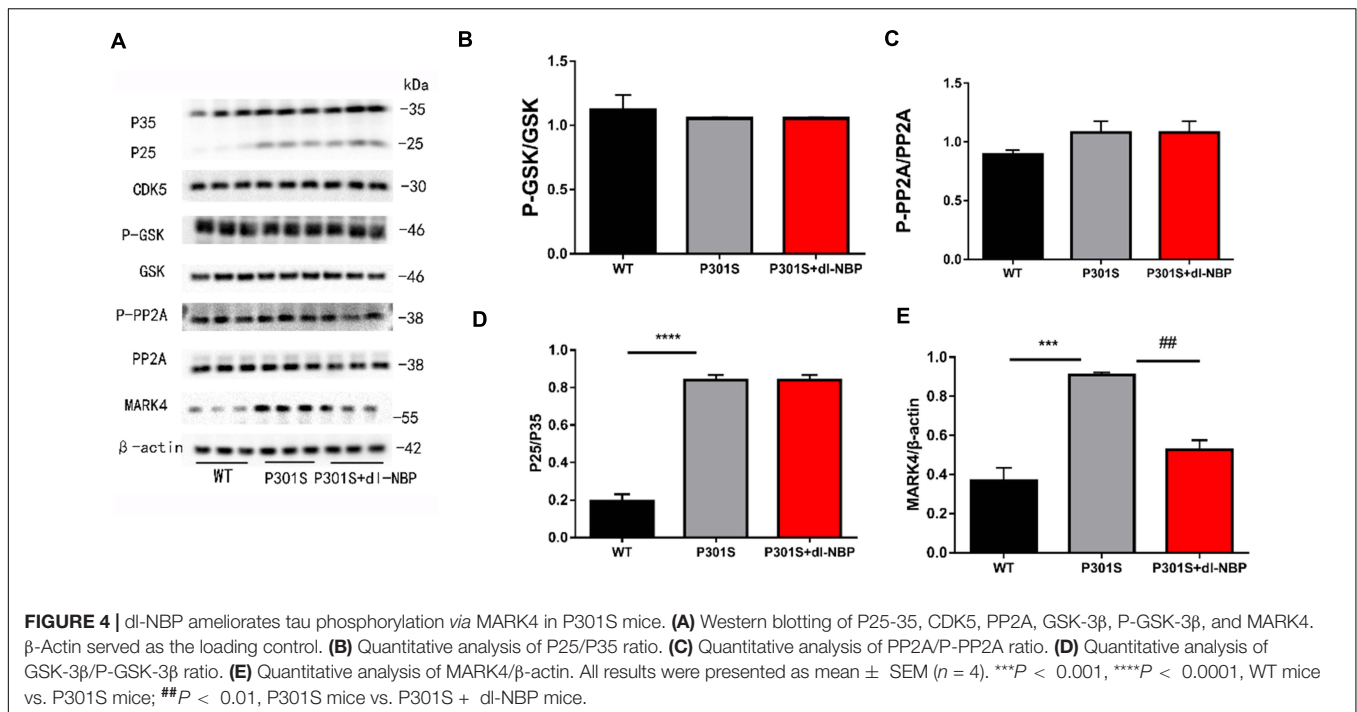 A
kDa
P35
-35
P25
-25
CDK5
-30
P-GSK
-46
GSK
-46
P-PP2A
-38
PP2A
-38
MARK4
-55
β-actin
-42
WT
P301S
P301S+dl-NBP
B
P-GSK/GSK
1.5
1.0
0.5
0.0
WT
P301S
P301S+dl-NBP
C
P-PP2A/PP2A
1.5
1.0
0.5
0.0
WT
P301S
P301S+dl-NBP
D
P25/P35
****
1.0
0.8
0.6
0.4
0.2
0.0
WT
P301S
P301S+dl-NBP
E
MARK4/β-actin
***
##
1.0
0.8
0.6
0.4
0.2
0.0
WT
P301S
P301S+dl-NBP
FIGURE 4 | dl-NBP ameliorates tau phosphorylation via MARK4 in P301S mice. (A) Western blotting of P25-35, CDK5, PP2A, GSK-3β, P-GSK-3β, and MARK4.
β-Actin served as the loading control. (B) Quantitative analysis of P25/P35 ratio. (C) Quantitative analysis of PP2A/P-PP2A ratio. (D) Quantitative analysis of
GSK-3β/P-GSK-3β ratio. (E) Quantitative analysis of MARK4/β-actin. All results were presented as mean ± SEM (n = 4). ***P < 0.001, ****P < 0.0001, WT mice
vs. P301S mice; ##P < 0.01, P301S mice vs. P301S + dl-NBP mice.